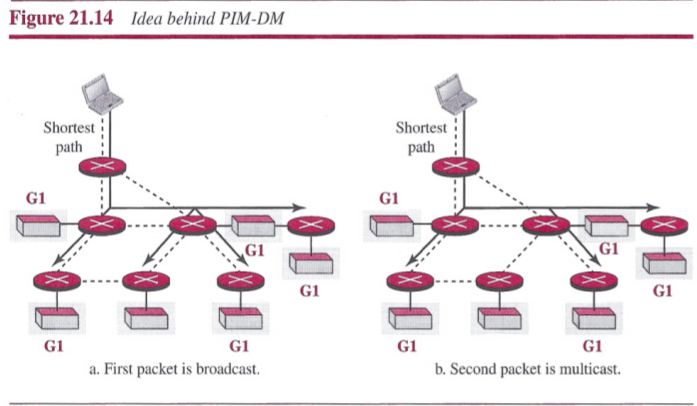 Figure 21.14 Idea behind PIM-DM
Shortest
path
G1
G1
G1
G1
G1
a. First packet is broadcast.
Shortest
path
G1
G1
G1
G1
G1
b. Second packet is multicast.